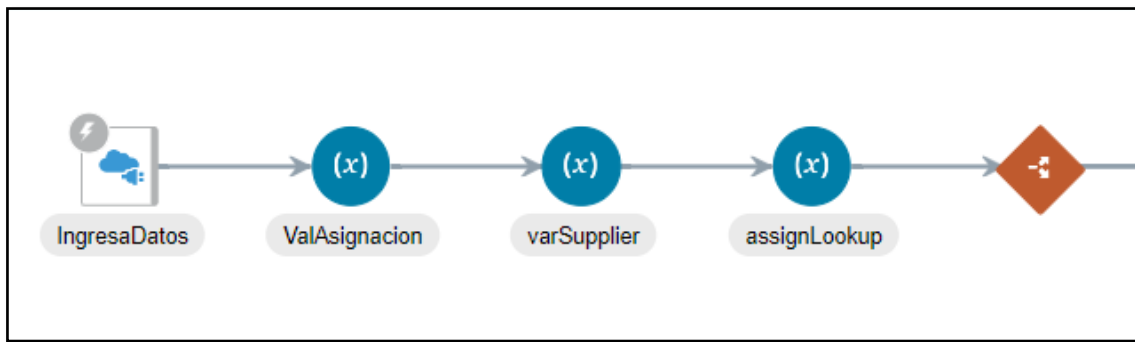 (x)
(x)
(x)
IngresaDatos
ValAsignacion
varSupplier
assignLookup